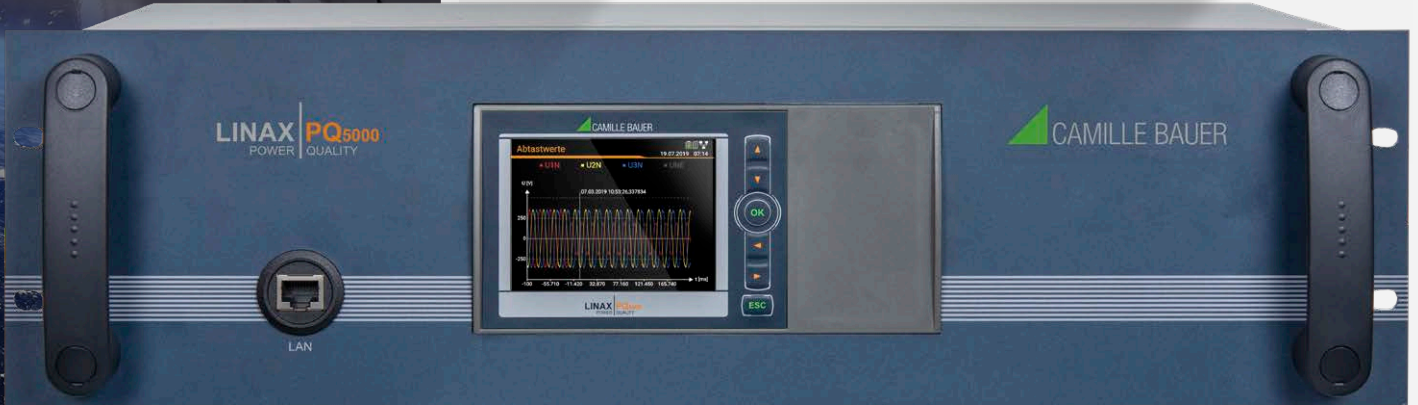 LINAX PQ5000
POWER QUALITY
LAN
CAMILLE BAUER
Abtastwerte
19.07.2019 07:14
U1N U2N U3N UNE
U [V]
07.03.2019 10:53:26,337834
250
0
-250
t [ms]
-100 -55.710 -11.420 32.870 77.160 121.450 165.740
LINAX PQ5000
POWER QUALITY
OK
ESC
CAMILLE BAUER